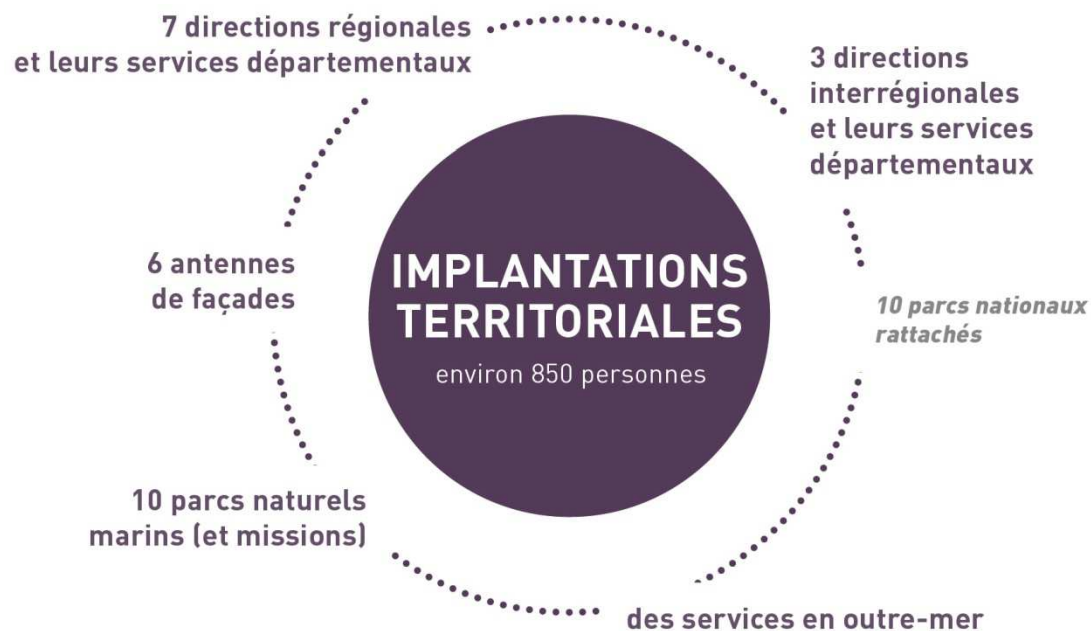 7 directions régionales
et leurs services départementaux
3 directions
interrégionales
et leurs services
départementaux
6 antennes
de façades
IMPLANTATIONS
TERRITORIALES
environ 850 personnes
10 parcs nationaux
rattachés
10 parcs naturels
marins (et missions)
des services en outre-mer